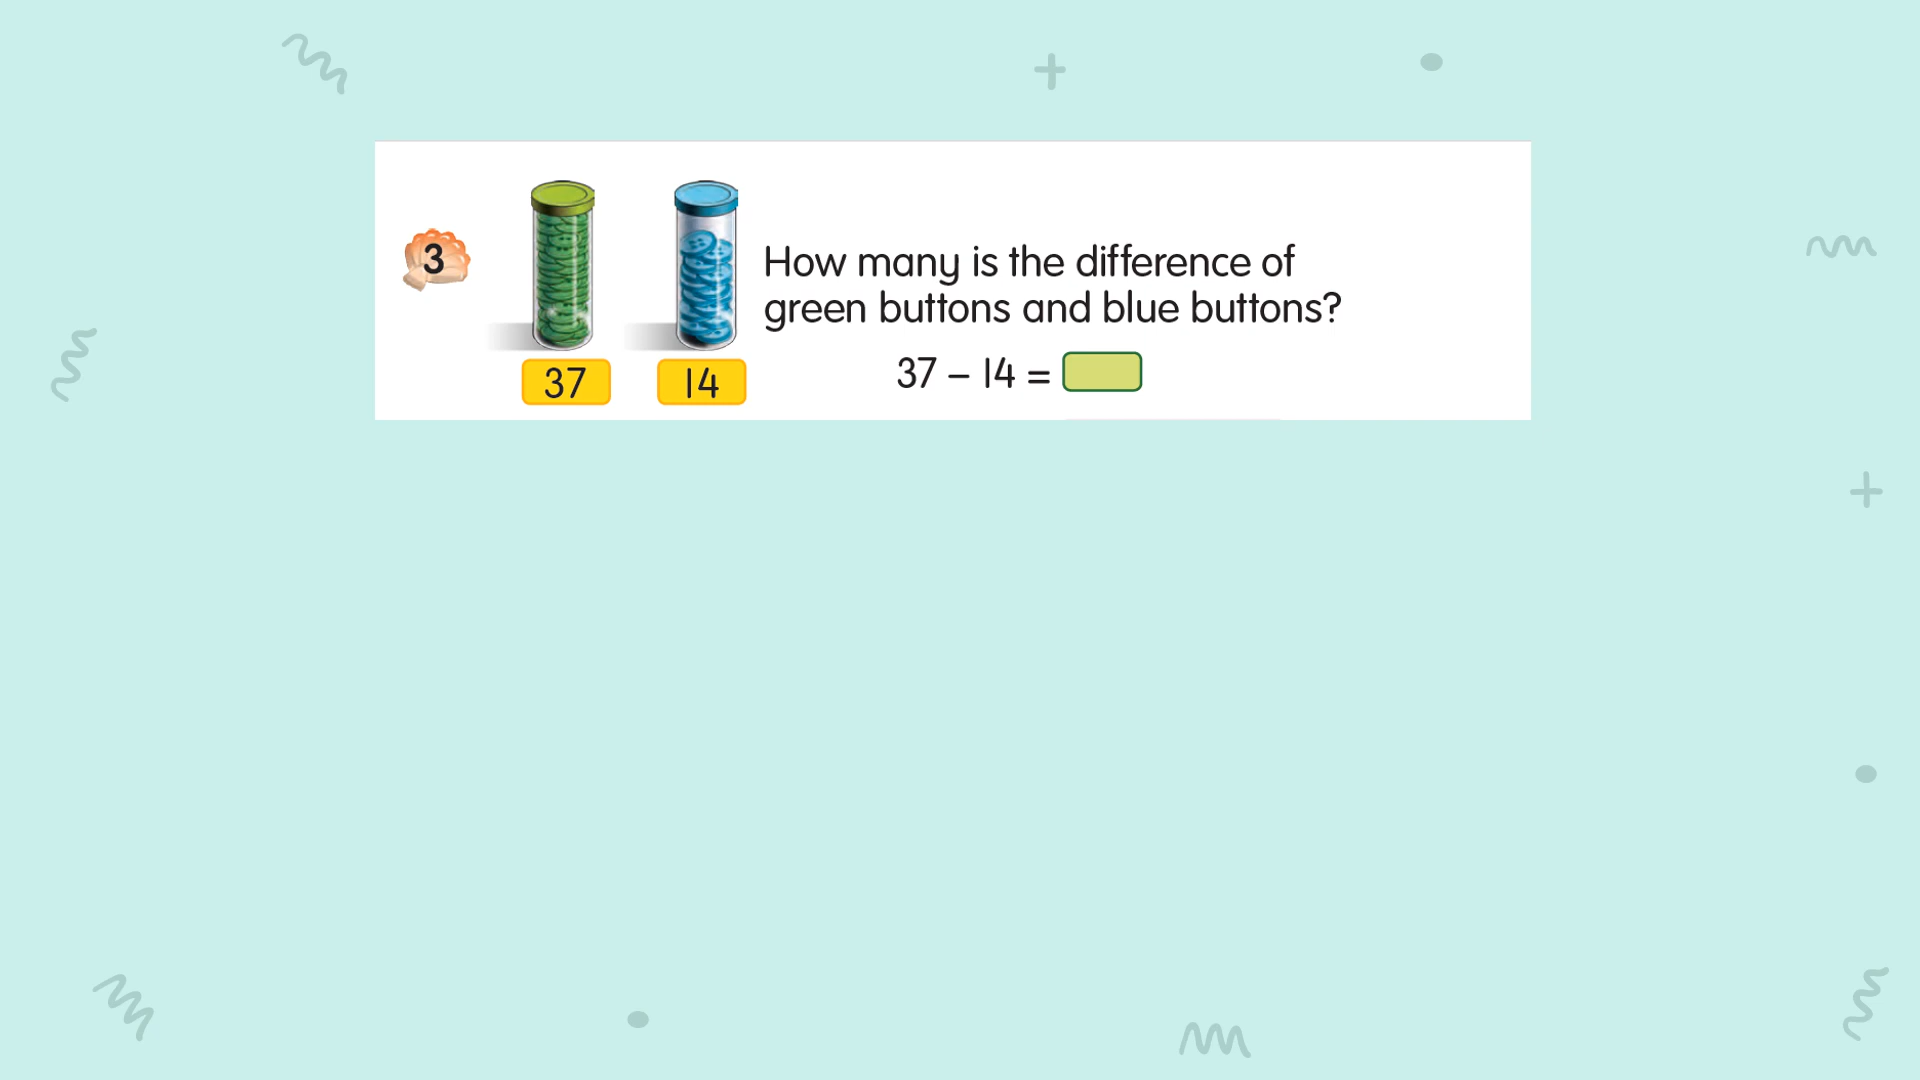 3
How many is the difference of
green buttons and blue buttons?
37 – 14 =
37
14